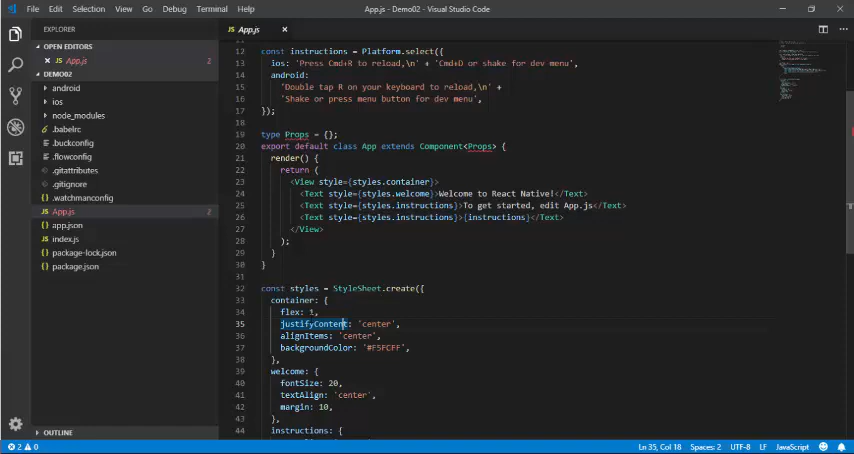 File Edit Selection View Go Debug Terminal Help
App.js - Demo02 - Visual Studio Code
EXPLORER
OPEN EDITORS
JS App.js 2
DEMO02
android
ios
node_modules
.babelrc
.buckconfig
.flowconfig
.gitattributes
.gitignore
{} .watchmanconfig
JS App.js 2
{} app.json
JS index.js
{} package-lock.json
{} package.json
OUTLINE
JS App.js
12 const instructions = Platform.select({
13 ios: 'Press Cmd+R to reload,\n' + 'Cmd+D or shake for dev menu',
14 android:
15 'Double tap R on your keyboard to reload,\n' +
16 'Shake or press menu button for dev menu',
17 });
18
19 type Props = {};
20 export default class App extends Component<Props> {
21 render() {
22 return (
23 <View style={styles.container}>
24 <Text style={styles.welcome}>Welcome to React Native!</Text>
25 <Text style={styles.instructions}>To get started, edit App.js</Text>
26 <Text style={styles.instructions}>{instructions}</Text>
27 </View>
28 );
29 }
30 }
31
32 const styles = StyleSheet.create({
33 container: {
34 flex: 1,
35 justifyContent: 'center',
36 alignItems: 'center',
37 backgroundColor: '#F5FCFF',
38 },
39 welcome: {
40 fontSize: 20,
41 textAlign: 'center',
42 margin: 10,
43 },
44 instructions: {
2 0
Ln 35, Col 18 Spaces: 2 UTF-8 LF JavaScript